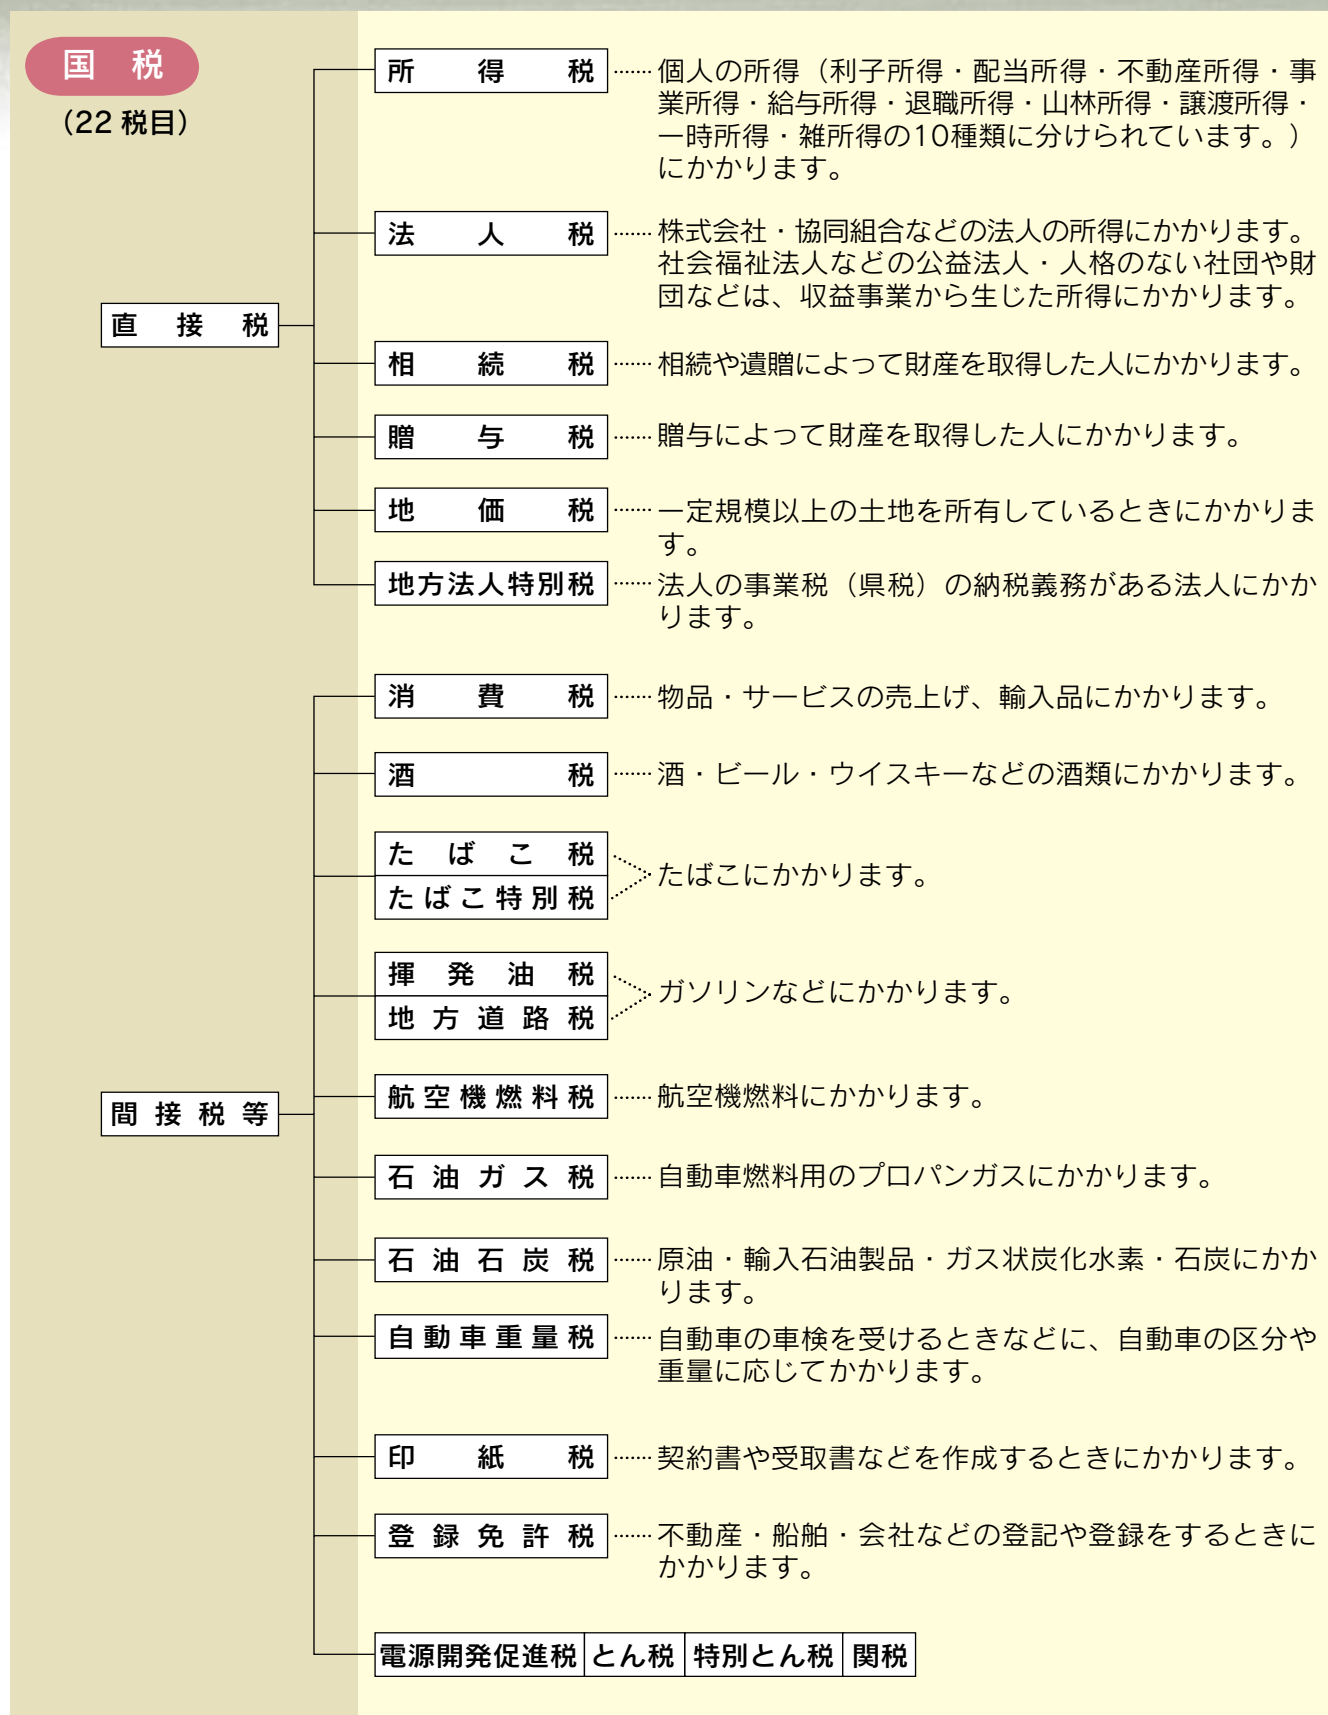 国税
（22税目）
直接税
所得税
個人の所得（利子所得・配当所得・不動産所得・事
業所得・給与所得・退職所得・山林所得・譲渡所得・
一時所得・雑所得の10種類に分けられています。）
にかかります。
法人税
株式会社・協同組合などの法人の所得にかかります。
社会福祉法人などの公益法人・人格のない社団や財
団などは、収益事業から生じた所得にかかります。
相続税
相続や遺贈によって財産を取得した人にかかります。
贈与税
贈与によって財産を取得した人にかかります。
地価税
一定規模以上の土地を所有しているときにかかりま
す。
地方法人特別税
法人の事業税（県税）の納税義務がある法人にかか
ります。
間接税等
消費税
物品・サービスの売上げ、輸入品にかかります。
酒税
酒・ビール・ウイスキーなどの酒類にかかります。
たばこ税
たばこ特別税
たばこにかかります。
揮発油税
地方道路税
ガソリンなどにかかります。
航空機燃料税
航空機燃料にかかります。
石油ガス税
自動車燃料用のプロパンガスにかかります。
石油石炭税
原油・輸入石油製品・ガス状炭化水素・石炭にかか
ります。
自動車重量税
自動車の車検を受けるときなどに、自動車の区分や
重量に応じてかかります。
印紙税
契約書や受取書などを作成するときにかかります。
登録免許税
不動産・船舶・会社などの登記や登録をするときに
かかります。
電源開発促進税 とん税 特別とん税 関税